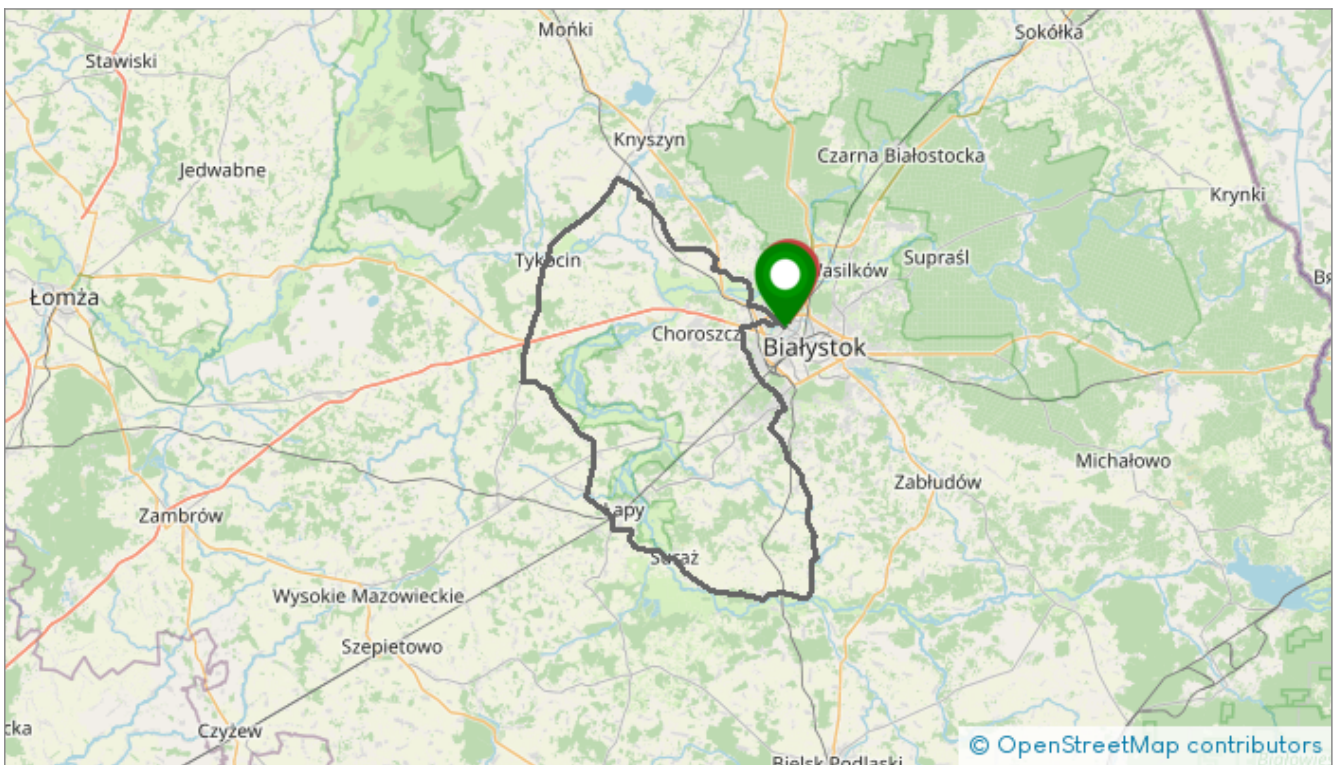 Mońki
Sokółka
Stawiski
Knyszyn
Czarna Białostocka
Jedwabne
Krynki
Tykocin
Supraśl
Wasilków
Łomża
Choroszcz
Białystok
Michałowo
Zabłudów
Łapy
Zambrów
Suraż
Wysokie Mazowieckie
Szepietowo
Czyżew
© OpenStreetMap contributors
Bielsk Podlaski